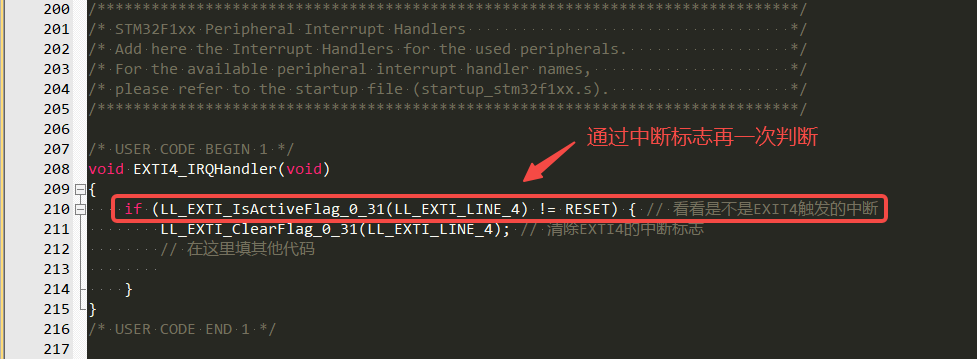 200 /******************************************************************************/
201 /* STM32F1xx Peripheral Interrupt Handlers */
202 /* Add here the Interrupt Handlers for the used peripherals. */
203 /* For the available peripheral interrupt handler names, */
204 /* please refer to the startup file (startup_stm32f1xx.s). */
205 /******************************************************************************/
206
通过中断标志再一次判断
207 /* USER CODE BEGIN 1 */
208 void EXTI4_IRQHandler(void)
209 {
210 if (LL_EXTI_IsActiveFlag_0_31(LL_EXTI_LINE_4) != RESET) { // 看看是不是EXIT4触发的中断
211 LL_EXTI_ClearFlag_0_31(LL_EXTI_LINE_4); // 清除EXTI4的中断标志
212 // 在这里填其他代码
213
214 }
215 }
216 /* USER CODE END 1 */
217